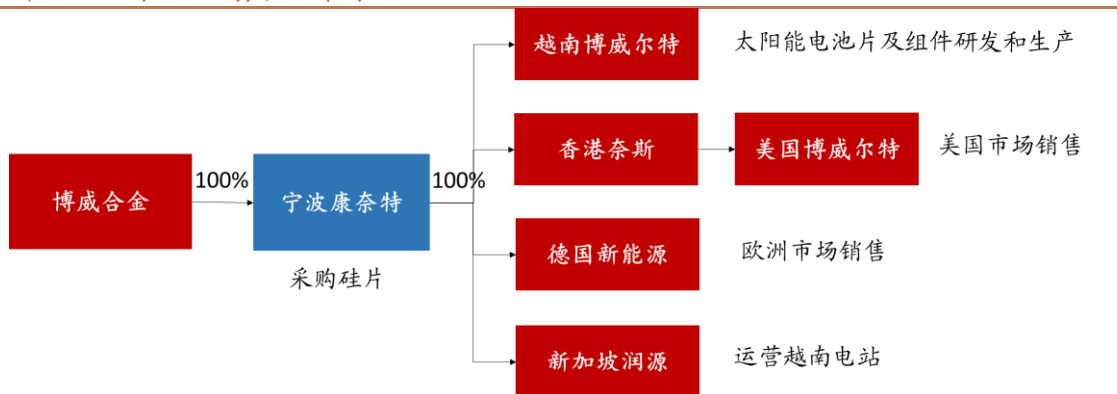 越南博威尔特 太阳能电池片及组件研发和生产
香港奈斯 美国博威尔特 美国市场销售
博威合金 100% 宁波康奈特 100%
采购硅片
德国新能源 欧洲市场销售
新加坡润源 运营越南电站